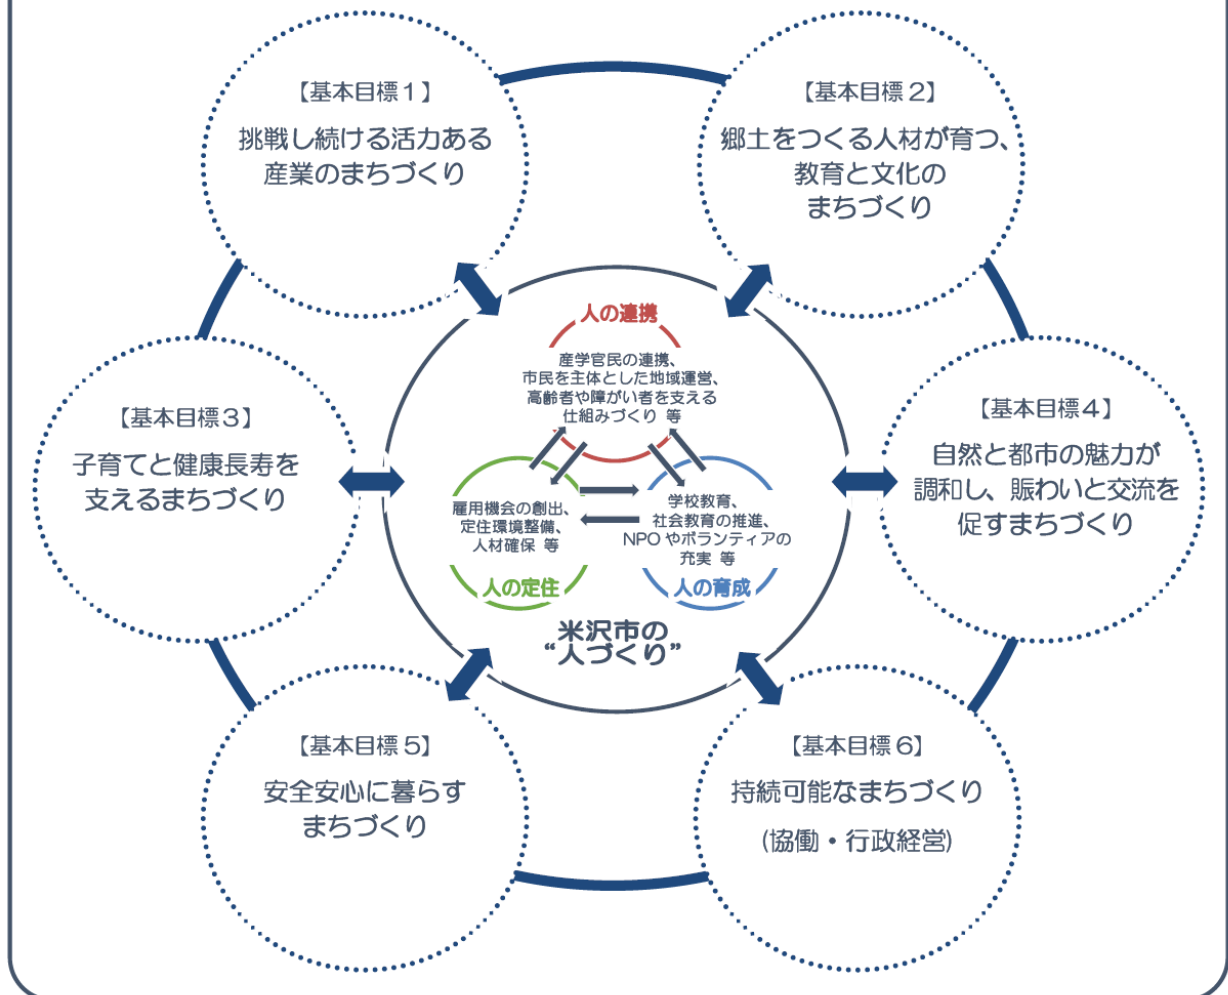 【基本目標１】
挑戦し続ける活力ある
産業のまちづくり
【基本目標２】
郷土をつくる人材が育つ、
教育と文化の
まちづくり
【基本目標３】
子育てと健康長寿を
支えるまちづくり
人の連携
産学官民の連携、
市民を主体とした地域運営、
高齢者や障がい者を支える
仕組みづくり 等
雇用機会の創出、
定住環境整備、
人材確保 等
人の定住
学校教育、
社会教育の推進、
NPO やボランティアの
充実 等
人の育成
米沢市の
“人づくり”
【基本目標４】
自然と都市の魅力が
調和し、賑わいと交流を
促すまちづくり
【基本目標５】
安全安心に暮らす
まちづくり
【基本目標６】
持続可能なまちづくり
(協働・行政経営)